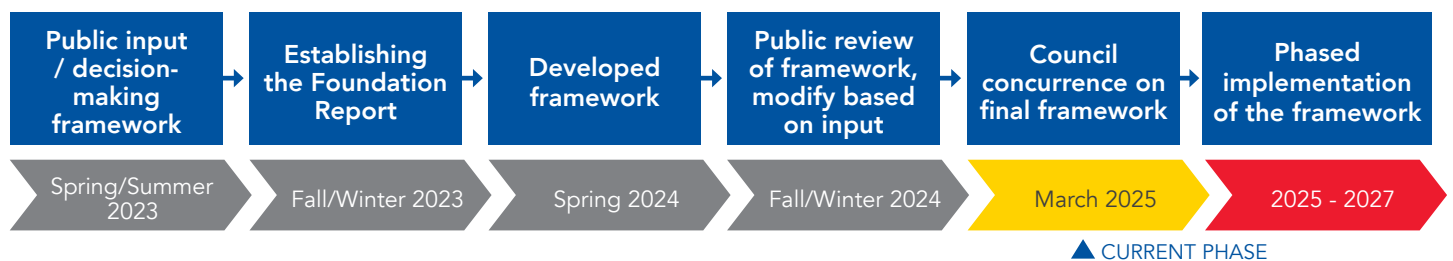 Public input
/ decision-
making
framework
Establishing
the Foundation
Report
Developed
framework
Public review
of framework,
modify based
on input
Council
concurrence on
final framework
Phased
implementation
of the framework
Spring/Summer
2023
Fall/Winter 2023
Spring 2024
Fall/Winter 2024
March 2025
2025 - 2027
CURRENT PHASE